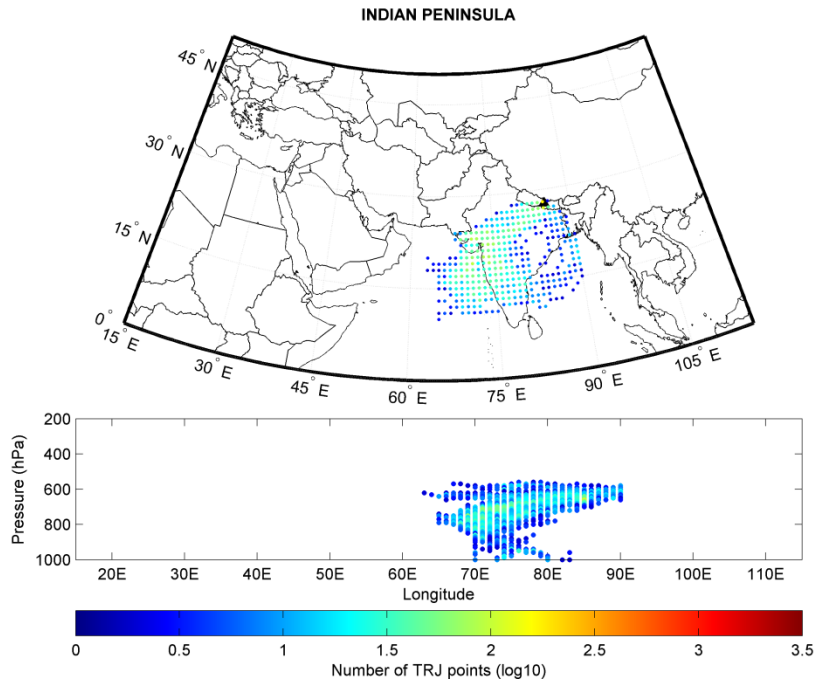 INDIAN PENINSULA
45° N
30° N
15° N
0°
15° E
30° E
45° E
60° E
75° E
90° E
105° E
200
400
600
800
1000
Pressure (hPa)
20E 30E 40E 50E 60E 70E 80E 90E 100E 110E
Longitude
0 0.5 1 1.5 2 2.5 3 3.5
Number of TRJ points (log10)